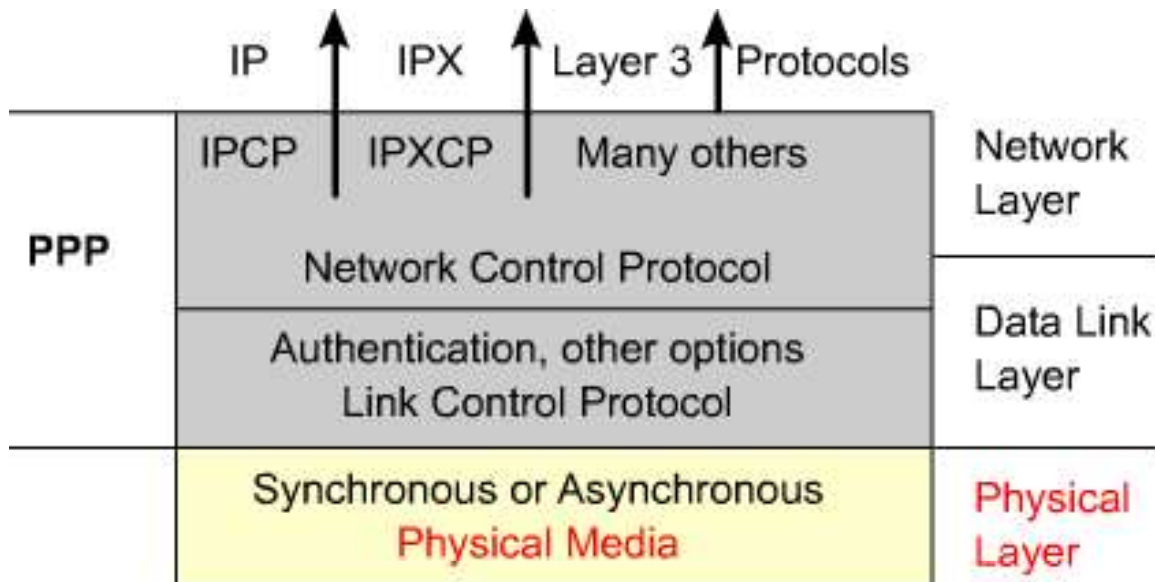 IP IPX Layer 3 Protocols
IPCP IPXCP Many others
Network
Layer
PPP
Network Control Protocol
Authentication, other options
Link Control Protocol
Data Link
Layer
Synchronous or Asynchronous
Physical Media
Physical
Layer